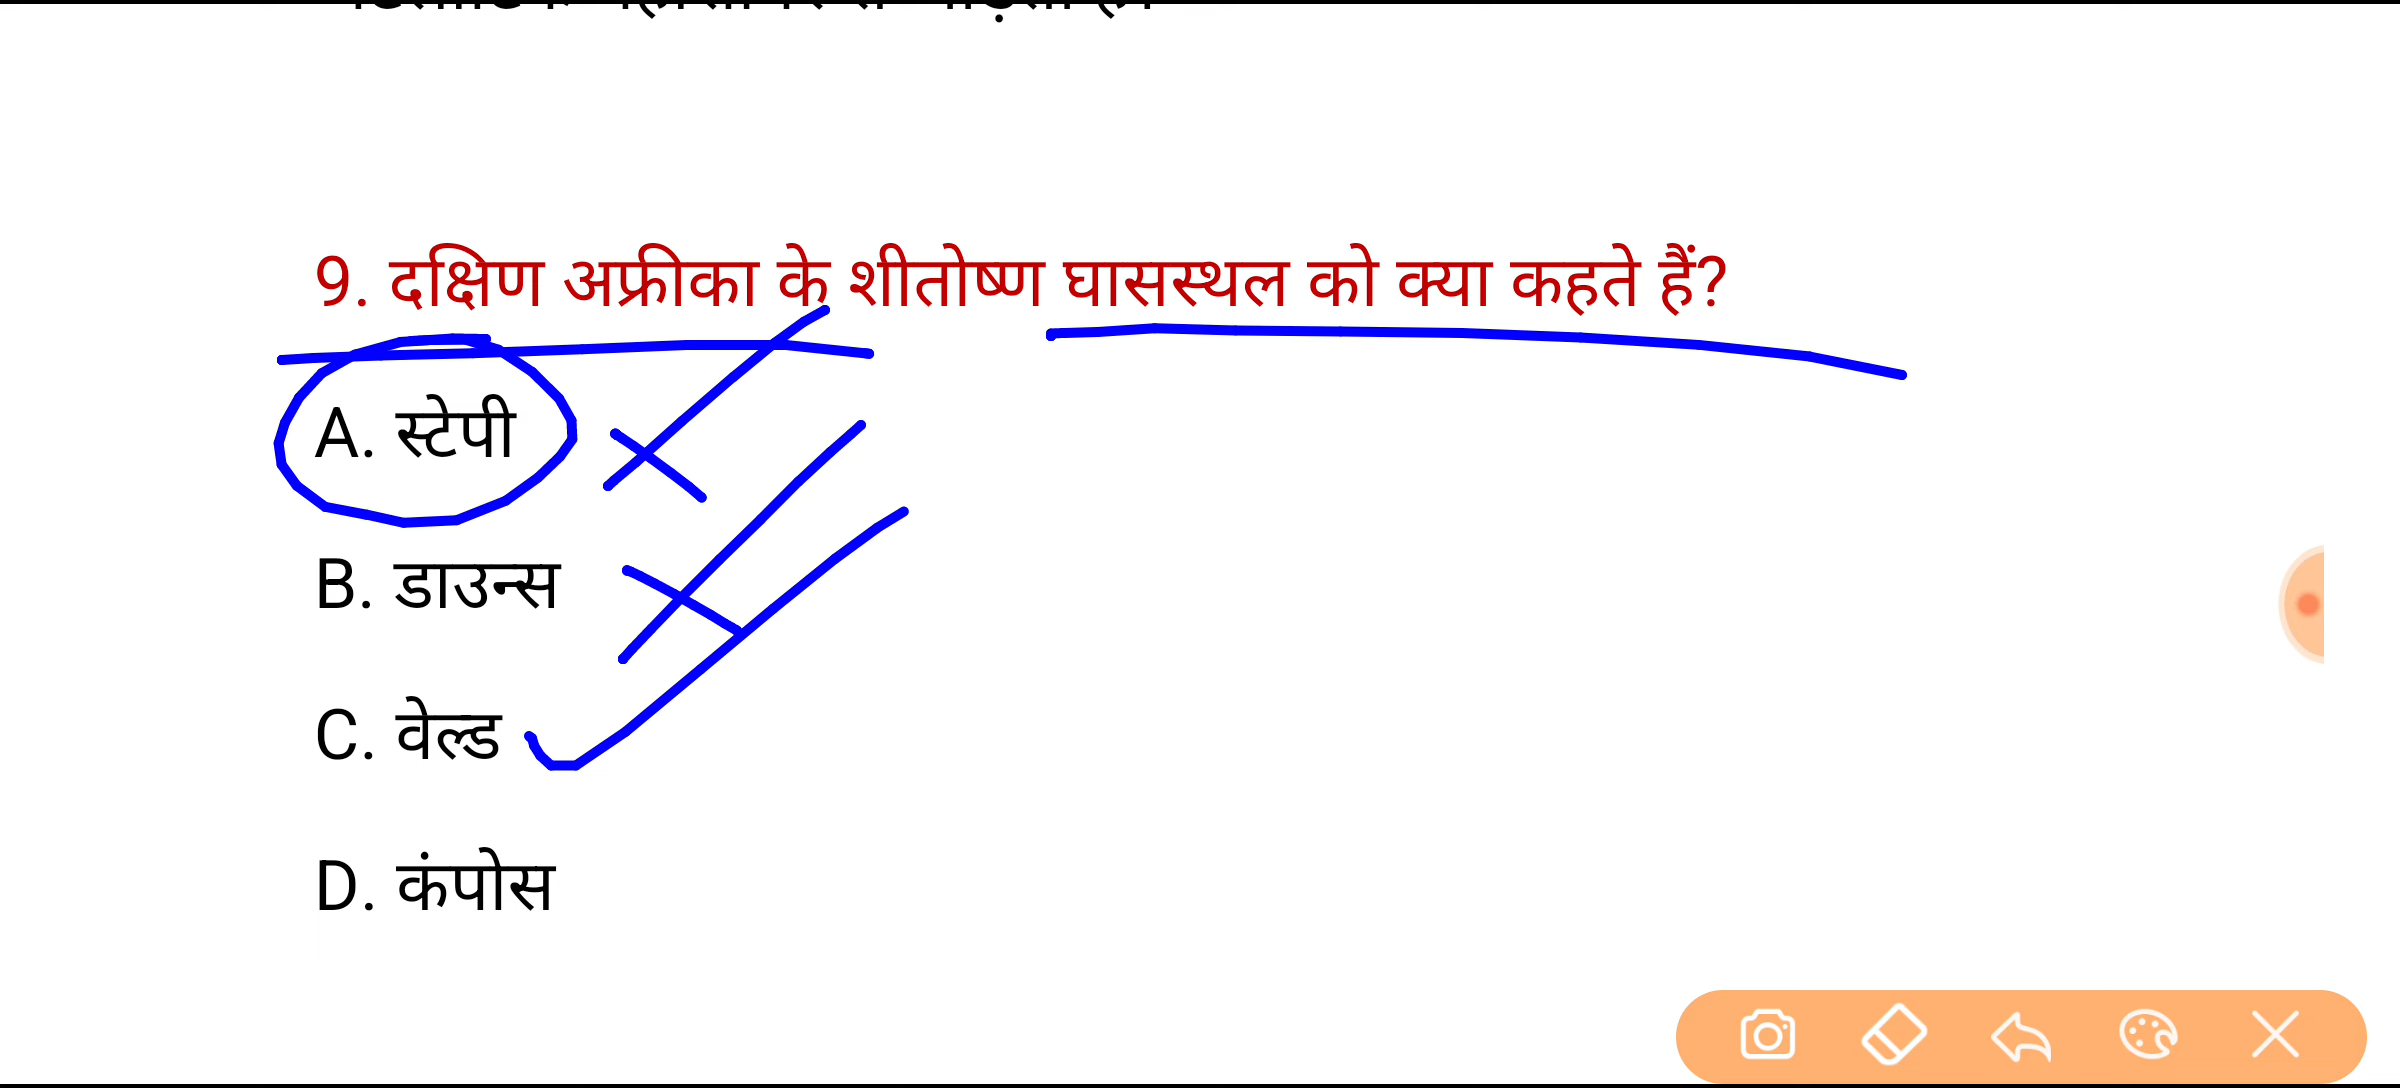 9. दक्षिण अफ्रीका के शीतोष्ण घासस्थल को क्या कहते हैं?
A. स्टेपी
B. डाउन्स
C. वेल्ड
D. कंपोस